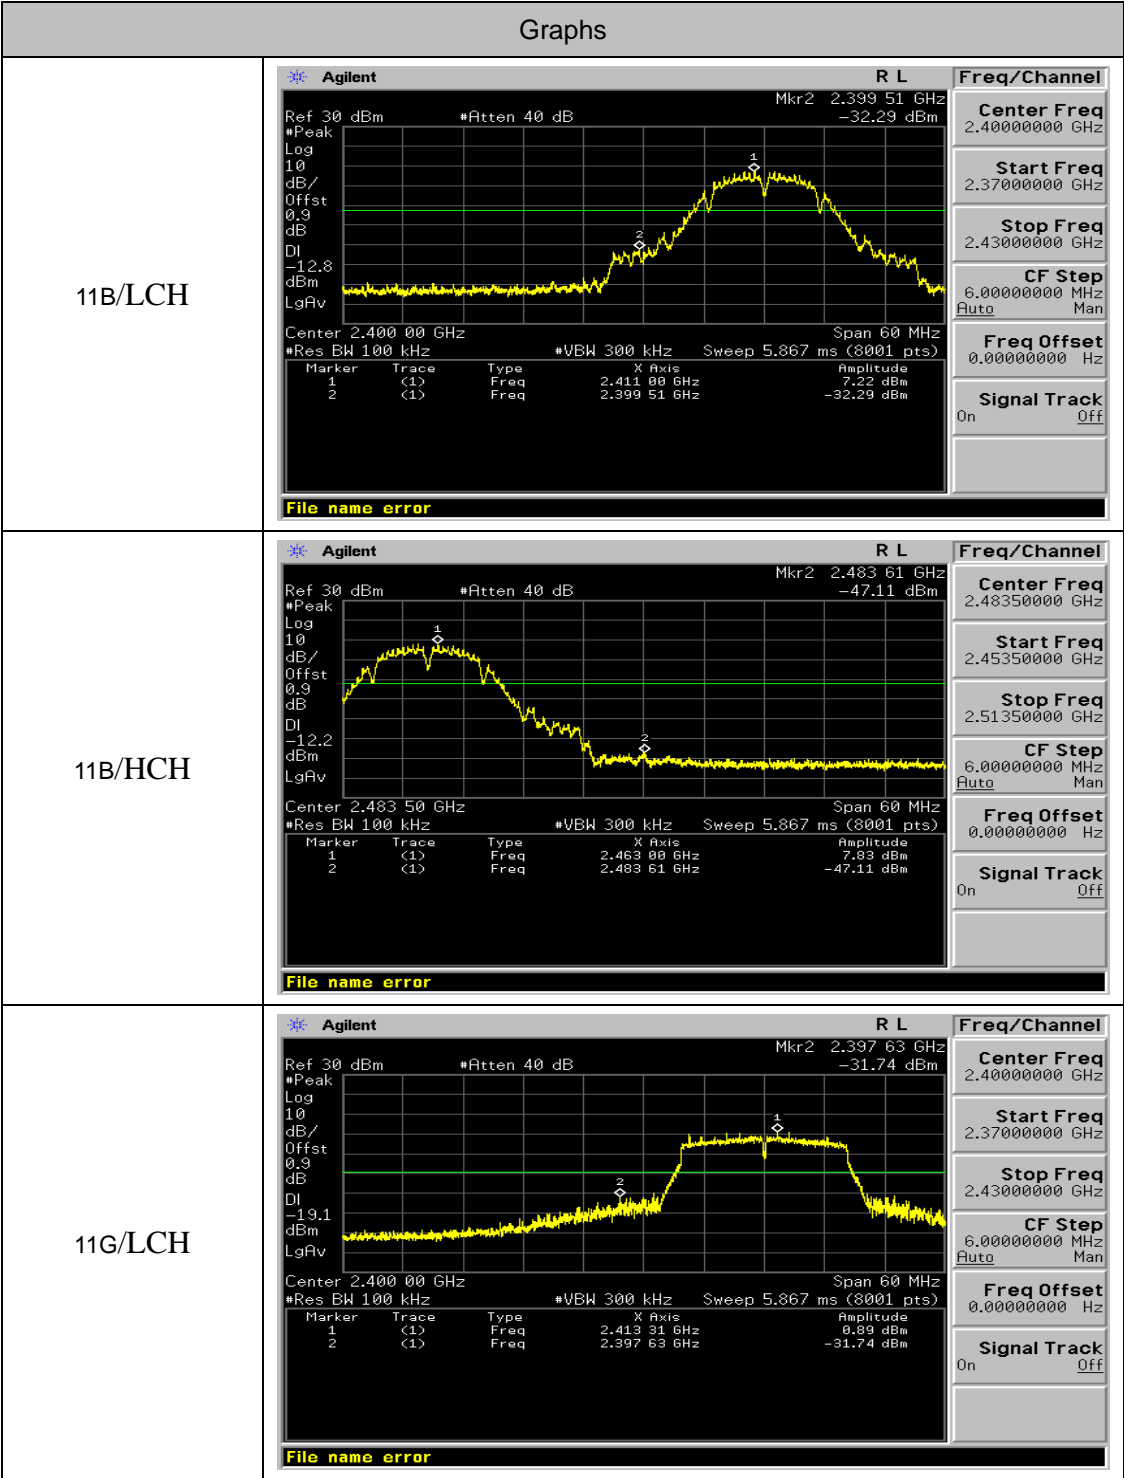 Graphs
11B/LCH
Agilent R L Freq/Channel
Mkr2 2.399 51 GHz
Ref 30 dBm #Atten 40 dB -32.29 dBm
#Peak
Log
10
dB/
Offst
0.9
dB
DI
-12.8
dBm
LgAv
1
2
Center 2.400 00 GHz Span 60 MHz
#Res BW 100 kHz #VBW 300 kHz Sweep 5.867 ms (8001 pts)
Marker Trace Type X Axis Amplitude
1 (1) Freq 2.411 00 GHz 7.22 dBm
2 (1) Freq 2.399 51 GHz -32.29 dBm
File name error
Center Freq
2.40000000 GHz
Start Freq
2.37000000 GHz
Stop Freq
2.43000000 GHz
CF Step
6.00000000 MHz
Auto Man
Freq Offset
0.00000000 Hz
Signal Track
On Off
11B/HCH
Agilent R L Freq/Channel
Mkr2 2.483 61 GHz
Ref 30 dBm #Atten 40 dB -47.11 dBm
#Peak
Log
10
dB/
Offst
0.9
dB
DI
-12.2
dBm
LgAv
1
2
Center 2.483 50 GHz Span 60 MHz
#Res BW 100 kHz #VBW 300 kHz Sweep 5.867 ms (8001 pts)
Marker Trace Type X Axis Amplitude
1 (1) Freq 2.463 00 GHz 7.83 dBm
2 (1) Freq 2.483 61 GHz -47.11 dBm
File name error
Center Freq
2.48350000 GHz
Start Freq
2.45350000 GHz
Stop Freq
2.51350000 GHz
CF Step
6.00000000 MHz
Auto Man
Freq Offset
0.00000000 Hz
Signal Track
On Off
11G/LCH
Agilent R L Freq/Channel
Mkr2 2.397 63 GHz
Ref 30 dBm #Atten 40 dB -31.74 dBm
#Peak
Log
10
dB/
Offst
0.9
dB
DI
-19.1
dBm
LgAv
1
2
Center 2.400 00 GHz Span 60 MHz
#Res BW 100 kHz #VBW 300 kHz Sweep 5.867 ms (8001 pts)
Marker Trace Type X Axis Amplitude
1 (1) Freq 2.413 31 GHz 0.89 dBm
2 (1) Freq 2.397 63 GHz -31.74 dBm
File name error
Center Freq
2.40000000 GHz
Start Freq
2.37000000 GHz
Stop Freq
2.43000000 GHz
CF Step
6.00000000 MHz
Auto Man
Freq Offset
0.00000000 Hz
Signal Track
On Off